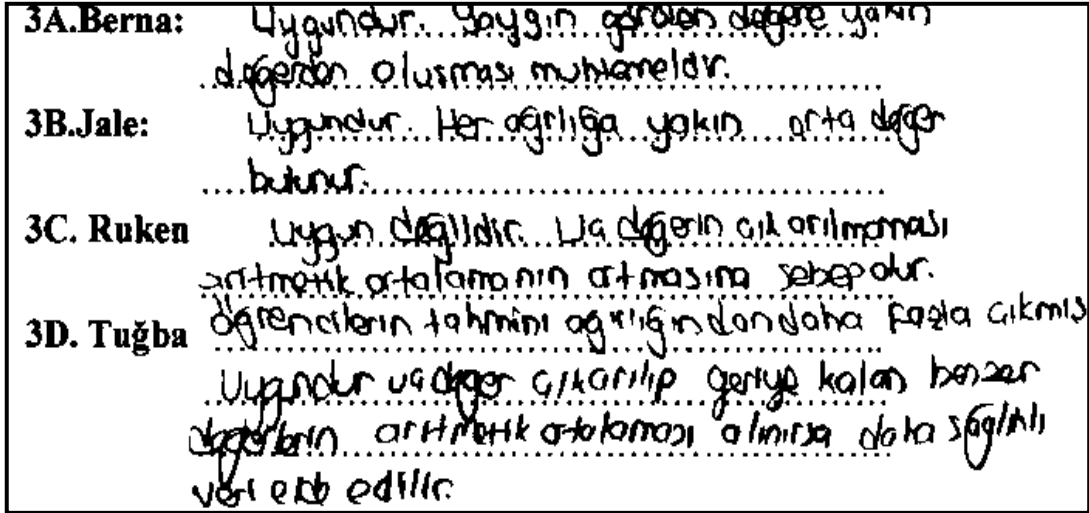 3A.Berna: Uygundur. Yaygın görülen değere yakın
değerden oluşması muhtemeldir.
3B.Jale: Uygundur. Her ağırlığa yakın orta değer
bulunur.
3C. Ruken Uygun değildir. Uç değerin çıkarılmaması
aritmetik ortalamanın artmasına sebep olur.
3D. Tuğba öğrencilerin tahmini ağırlığından daha fazla çıkmış
Uygundur uç değer çıkarılıp geriye kalan benzer
değerlerin aritmetik ortalaması alınırsa daha sağlıklı
veri elde edilir.